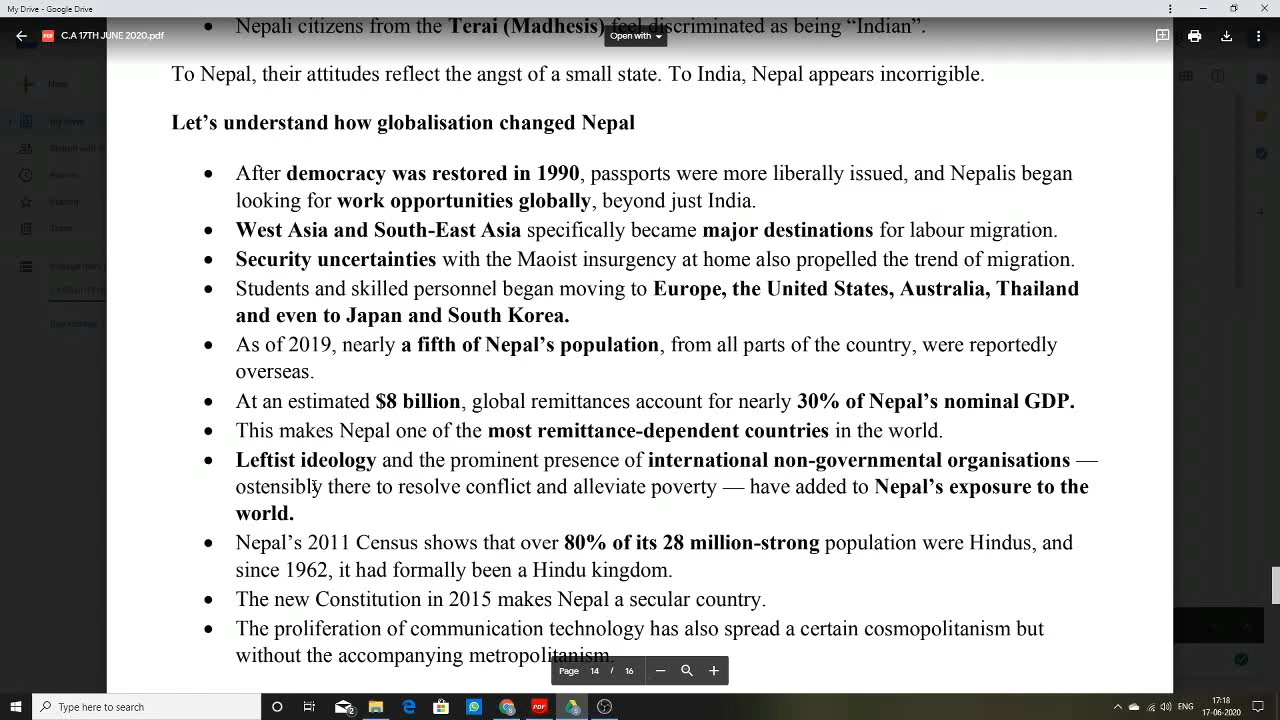 My Drive - Google Drive
• Nepali citizens from the Terai (Madhesis) feel discriminated as being “Indian”.
C.A 17TH JUNE 2020.pdf
Open with
To Nepal, their attitudes reflect the angst of a small state. To India, Nepal appears incorrigible.
Let’s understand how globalisation changed Nepal
• After democracy was restored in 1990, passports were more liberally issued, and Nepalis began
looking for work opportunities globally, beyond just India.
• West Asia and South-East Asia specifically became major destinations for labour migration.
• Security uncertainties with the Maoist insurgency at home also propelled the trend of migration.
• Students and skilled personnel began moving to Europe, the United States, Australia, Thailand
and even to Japan and South Korea.
• As of 2019, nearly a fifth of Nepal’s population, from all parts of the country, were reportedly
overseas.
• At an estimated $8 billion, global remittances account for nearly 30% of Nepal’s nominal GDP.
• This makes Nepal one of the most remittance-dependent countries in the world.
• Leftist ideology and the prominent presence of international non-governmental organisations —
ostensibly there to resolve conflict and alleviate poverty — have added to Nepal’s exposure to the
world.
• Nepal’s 2011 Census shows that over 80% of its 28 million-strong population were Hindus, and
since 1962, it had formally been a Hindu kingdom.
• The new Constitution in 2015 makes Nepal a secular country.
• The proliferation of communication technology has also spread a certain cosmopolitanism but
without the accompanying metropolitanism.
Page 14 / 16
New
My Drive
Starred
Type here to search
17:18
17-06-2020